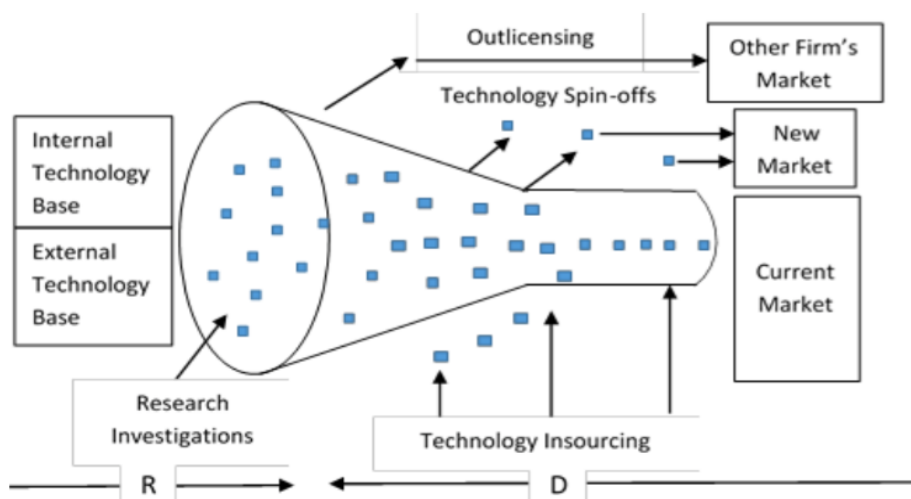 Outlicensing
Other Firm's
Market
Technology Spin-offs
Internal
Technology
Base
New
Market
External
Technology
Base
Current
Market
Research
Investigations
Technology Insourcing
R
D